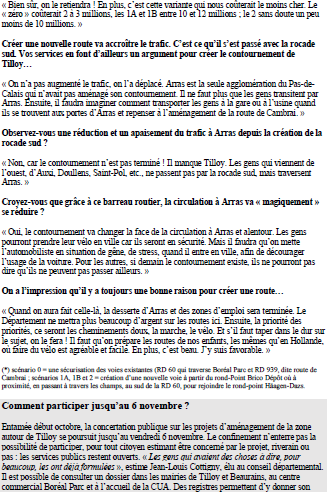 « Bien sûr, on le retiendra ! En plus, c'est cette variante qui nous coûterait le moins cher. Le
« zéro » coûterait 2 à 3 millions, les 1A et 1B entre 10 et 12 millions ; le 2 sans doute un peu
moins de 10 millions. »
Créer une nouvelle route va accroître le trafic. C'est ce qu'il s'est passé avec la rocade
sud. Vos services en font d'ailleurs un argument pour créer le contournement de
Tilloy…
« On n'a pas augmenté le trafic, on l'a déplacé. Arras est la seule agglomération du Pas-de-
Calais qui n'avait pas aménagé son contournement. Il ne faut plus que les gens transitent par
Arras. Ensuite, il faudra imaginer comment transporter les gens à la gare ou à l'usine quand
ils se trouvent aux portes d'Arras et repenser à l'aménagement de la route de Cambrai. »
Observez-vous une réduction et un apaisement du trafic à Arras depuis la création de la
rocade sud ?
« Non, car le contournement n'est pas terminé ! Il manque Tilloy. Les gens qui viennent de
l'ouest, d'Auxi, Doullens, Saint-Pol, etc., ne passent pas par la rocade sud, mais traversent
Arras. »
Croyez-vous que grâce à ce barreau routier, la circulation à Arras va « magiquement »
se réduire ?
« Oui, le contournement va changer la face de la circulation à Arras et alentour. Les gens
pourront prendre leur vélo en ville car ils seront en sécurité. Mais il faudra qu'on mette
l'automobiliste en situation de gêne, de stress, quand il entre en ville, afin de décourager
l'usage de la voiture. Pour les autres, si demain le contournement existe, ils ne pourront pas
dire qu'ils ne peuvent pas passer ailleurs. »
On a l'impression qu'il y a toujours une bonne raison pour créer une route…
« Quand on aura fait celle-là, la desserte d'Arras et des zones d'emploi sera terminée. Le
Département ne mettra plus beaucoup d'argent sur les routes ici. Ensuite, la priorité des
priorités, ce seront les cheminements doux, la marche, le vélo. Et s'il faut taper dans le dur sur
le sujet, on le fera ! Il faut qu'on prépare les routes de nos enfants, les mêmes qu'en Hollande,
où faire du vélo est agréable et facile. En plus, c'est beau. J'y suis favorable. »
(*) scénario 0 = une sécurisation des voies existantes (RD 60 qui traverse Boréal Parc et RD 939, dite route de
Cambrai ; scénarios 1A, 1B et 2 = création d'une nouvelle voie à partir du rond-Point Brico Dépôt où à
proximité, en passant à travers les champs, au sud de la RD 60, pour rejoindre le rond-point Häagen-Dazs.
Comment participer jusqu'au 6 novembre ?
Entamée début octobre, la concertation publique sur les projets d'aménagement de la zone
autour de Tilloy se poursuit jusqu'au vendredi 6 novembre. Le confinement n'enterre pas la
possibilité de participer, pour tout citoyen estimant être concerné par le projet, riverain ou
pas : les services publics restent ouverts. « Les gens qui avaient des choses à dire, pour
beaucoup, les ont déjà formulées », estime Jean-Louis Cottigny, élu au conseil départemental.
Il est possible de consulter un dossier dans les mairies de Tilloy et Beaurains, au centre
commercial Boréal Parc et à l'accueil de la CUA. Des registres permettent d'y donner son